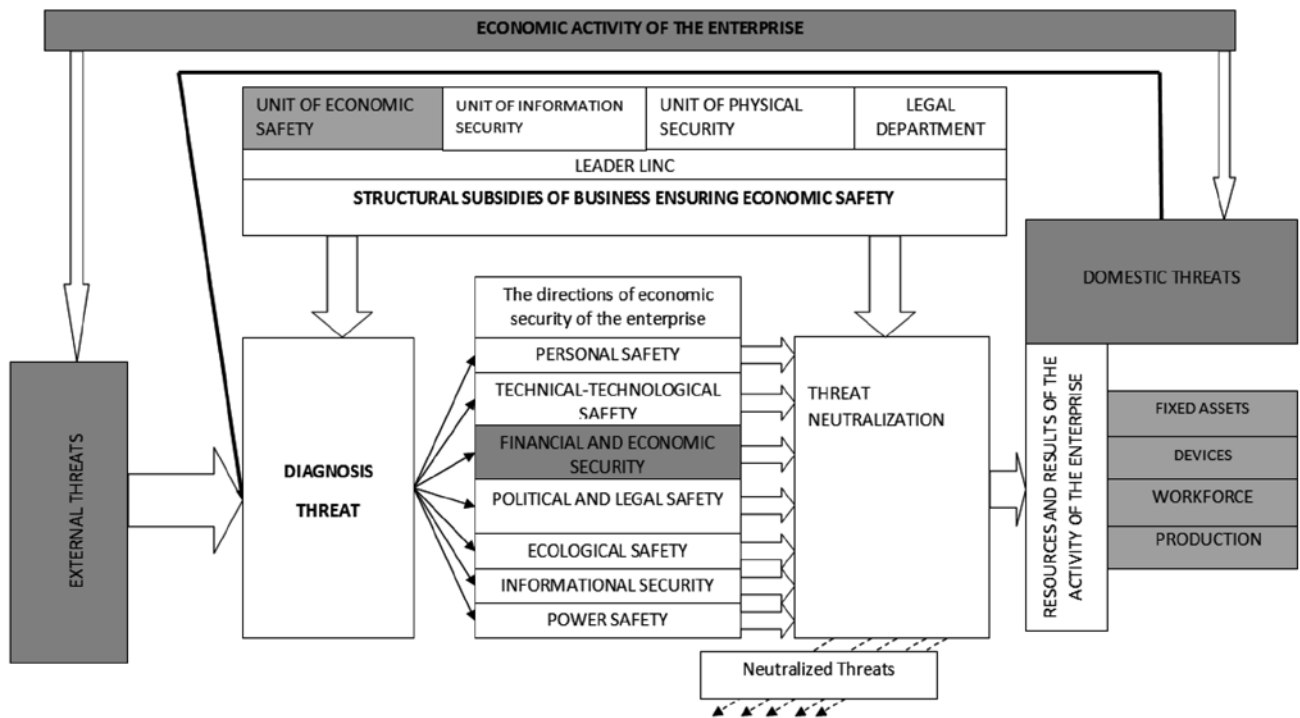 ECONOMIC ACTIVITY OF THE ENTERPRISE
UNIT OF ECONOMIC
SAFETY
UNIT OF INFORMATION
SECURITY
UNIT OF PHYSICAL
SECURITY
LEGAL
DEPARTMENT
LEADER LINC
STRUCTURAL SUBSIDIES OF BUSINESS ENSURING ECONOMIC SAFETY
EXTERNAL THREATS
DIAGNOSIS
THREAT
The directions of economic
security of the enterprise
PERSONAL SAFETY
TECHNICAL-TECHNOLOGICAL
SAFETY
FINANCIAL AND ECONOMIC
SECURITY
POLITICAL AND LEGAL SAFETY
ECOLOGICAL SAFETY
INFORMATIONAL SECURITY
POWER SAFETY
THREAT
NEUTRALIZATION
Neutralized Threats
DOMESTIC THREATS
RESOURCES AND RESULTS OF THE
ACTIVITY OF THE ENTERPRISE
FIXED ASSETS
DEVICES
WORKFORCE
PRODUCTION